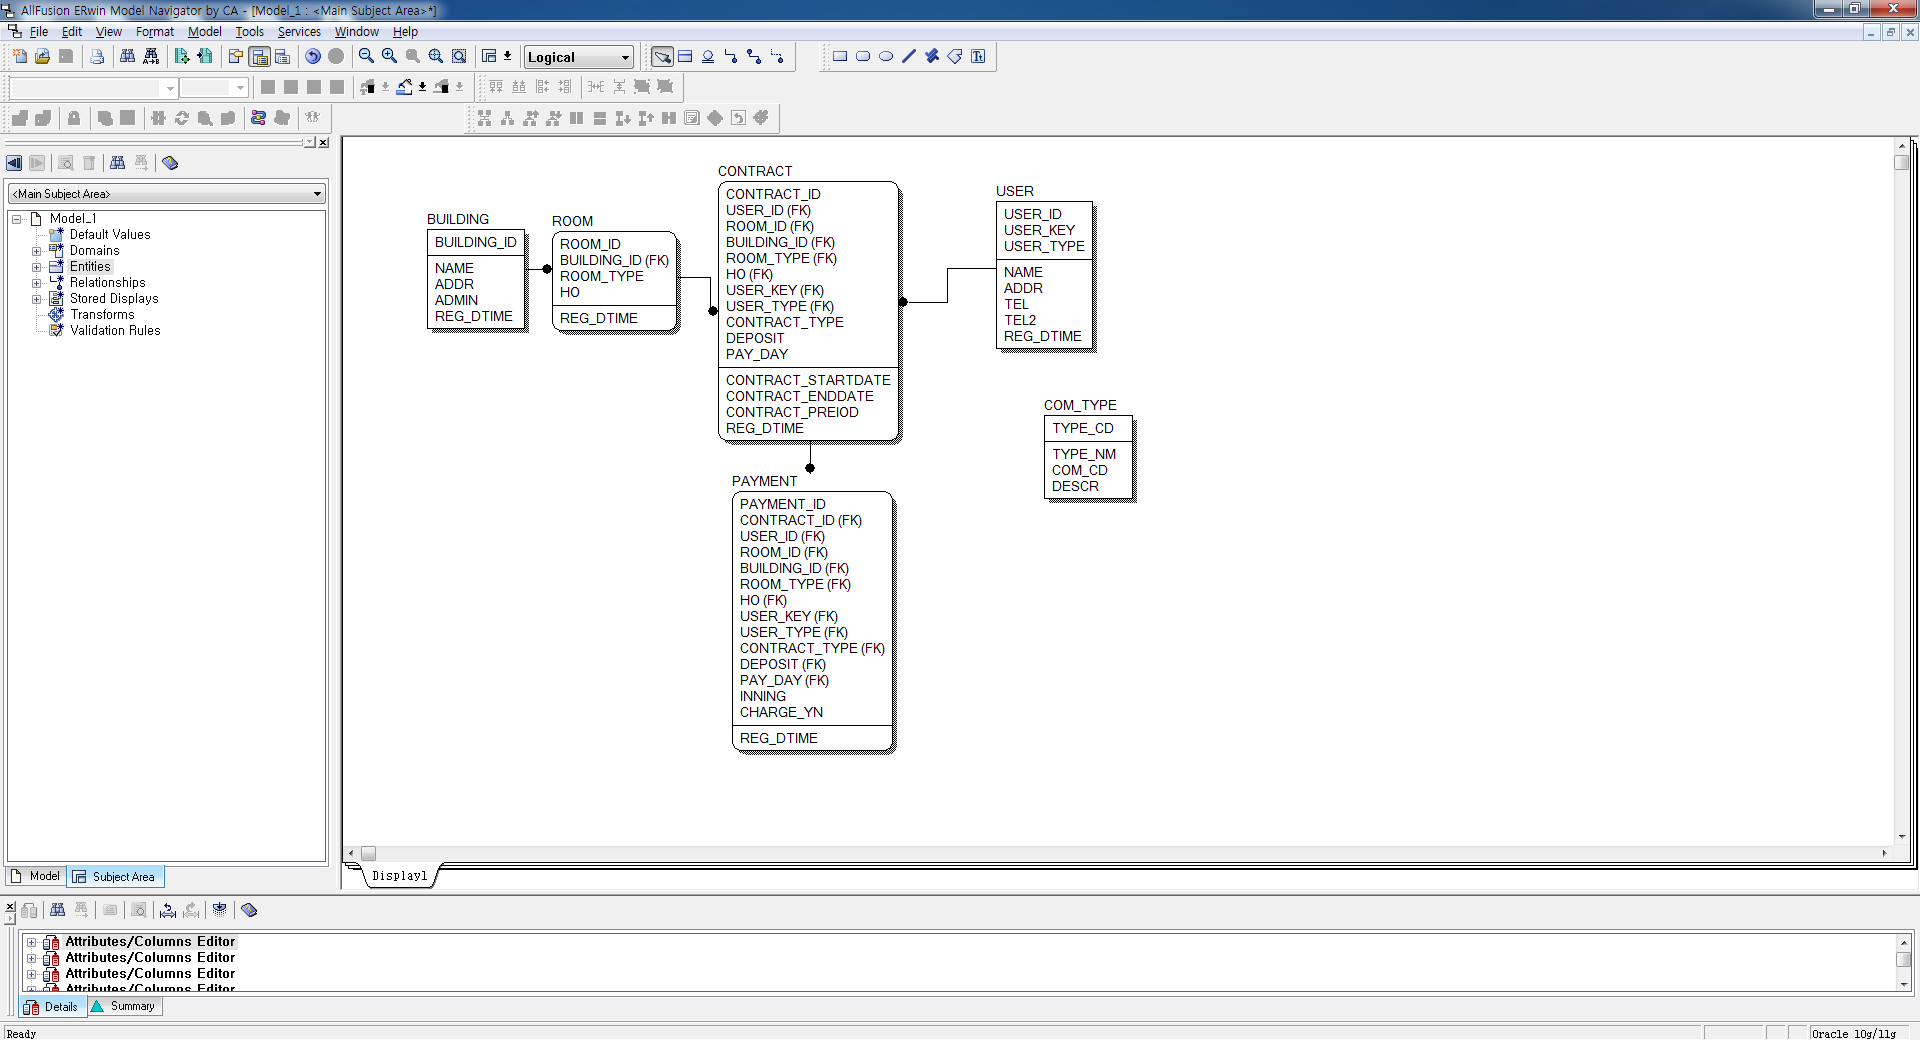 AllFusion ERwin Model Navigator by CA - [Model_1 : <Main Subject Area>*]
File Edit View Format Model Tools Services Window Help
Logical
<Main Subject Area>
Model_1
Default Values
Domains
Entities
Relationships
Stored Displays
Transforms
Validation Rules
Model
Subject Area
BUILDING
BUILDING_ID
NAME
ADDR
ADMIN
REG_DTIME
ROOM
ROOM_ID
BUILDING_ID (FK)
ROOM_TYPE
HO
REG_DTIME
CONTRACT
CONTRACT_ID
USER_ID (FK)
ROOM_ID (FK)
BUILDING_ID (FK)
ROOM_TYPE (FK)
HO (FK)
USER_KEY (FK)
USER_TYPE (FK)
CONTRACT_TYPE
DEPOSIT
PAY_DAY
CONTRACT_STARTDATE
CONTRACT_ENDDATE
CONTRACT_PREIOD
REG_DTIME
USER
USER_ID
USER_KEY
USER_TYPE
NAME
ADDR
TEL
TEL2
REG_DTIME
COM_TYPE
TYPE_CD
TYPE_NM
COM_CD
DESCR
PAYMENT
PAYMENT_ID
CONTRACT_ID (FK)
USER_ID (FK)
ROOM_ID (FK)
BUILDING_ID (FK)
ROOM_TYPE (FK)
HO (FK)
USER_KEY (FK)
USER_TYPE (FK)
CONTRACT_TYPE (FK)
DEPOSIT (FK)
PAY_DAY (FK)
INNING
CHARGE_YN
REG_DTIME
Display1
Attributes/Columns Editor
Attributes/Columns Editor
Attributes/Columns Editor
Attributes/Columns Editor
Details
Summary
Ready
Oracle 10g/11g